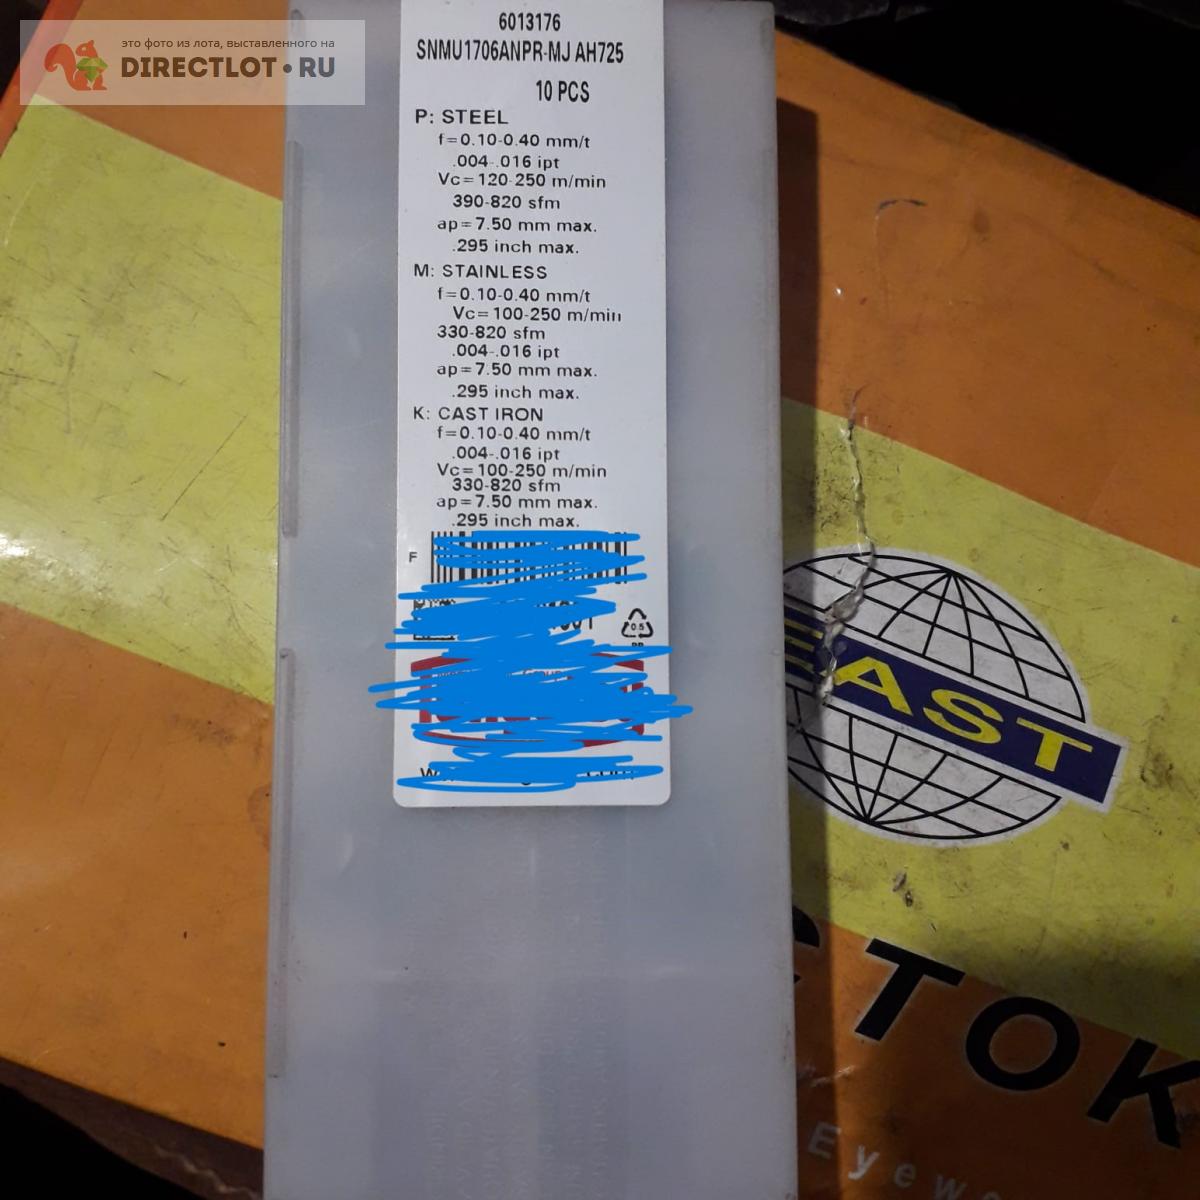 это фото из лота, выставленного на
DIRECTLOT•RU
6013176
SNMU1706ANPR-MJ AH725
10 PCS
P: STEEL
f=0.10-0.40 mm/t
.004-.016 ipt
Vc=120-250 m/min
390-820 sfm
ap=7.50 mm max.
.295 inch max.
M: STAINLESS
f=0.10-0.40 mm/t
Vc=100-250 m/min
330-820 sfm
.004-.016 ipt
ap=7.50 mm max.
.295 inch max.
K: CAST IRON
f=0.10-0.40 mm/t
.004-.016 ipt
Vc=100-250 m/min
330-820 sfm
ap=7.50 mm max.
.295 inch max.
F
0.5
PP
EAST
СТОК